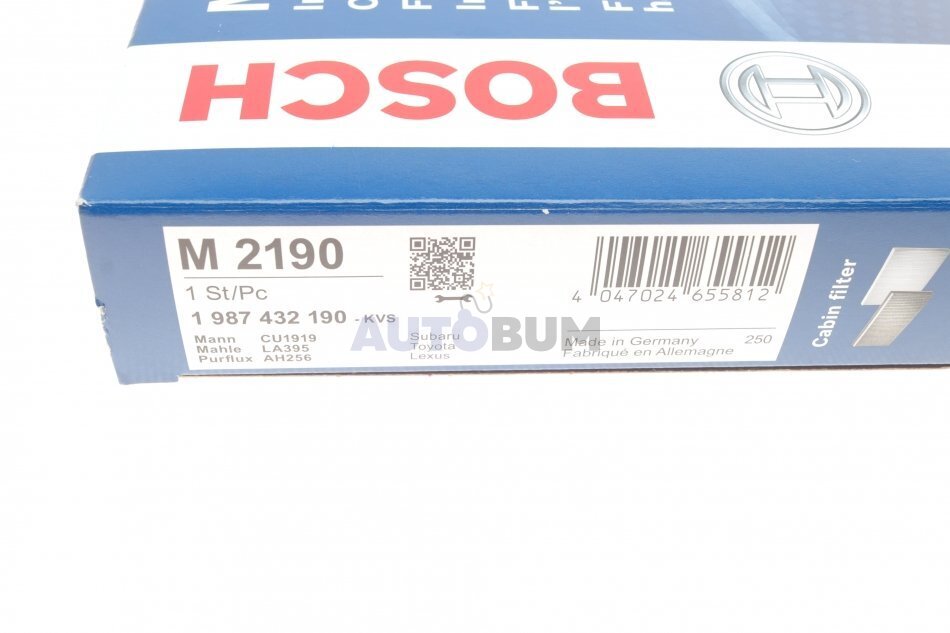 M
BOSCH
M 2190
1 St/Pc
1 987 432 190 - KVS
Mann CU1919
Mahle LA395
Purflux AH256
Subaru
Toyota
Lexus
4 047024 655812
Made in Germany 250
Fabriqué en Allemagne
Cabin filter
AUTOBUM